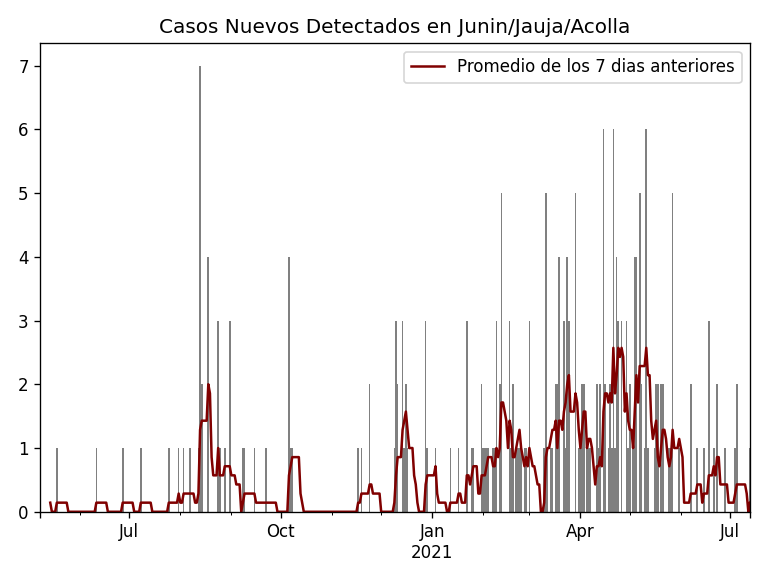 Casos Nuevos Detectados en Junin/Jauja/Acolla
Promedio de los 7 dias anteriores
7
6
5
4
3
2
1
0
Jul
Oct
Jan
Apr
Jul
2021